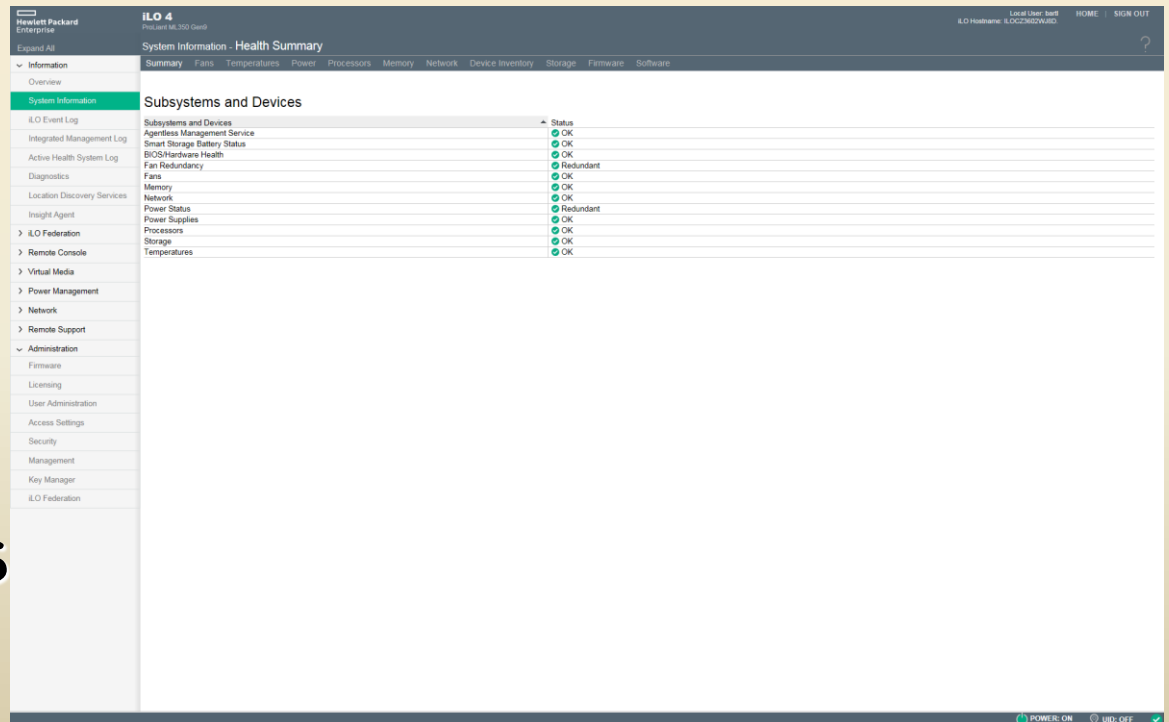 Hewlett Packard
Enterprise
iLO 4
ProLiant ML350 Gen9
Local User: bartl
iLO Hostname: ILOCZ3602WJ8D.
HOME | SIGN OUT
Expand All
System Information - Health Summary
?
Summary Fans Temperatures Power Processors Memory Network Device Inventory Storage Firmware Software
Information
Overview
System Information
iLO Event Log
Integrated Management Log
Active Health System Log
Diagnostics
Location Discovery Services
Insight Agent
iLO Federation
Remote Console
Virtual Media
Power Management
Network
Remote Support
Administration
Firmware
Licensing
User Administration
Access Settings
Security
Management
Key Manager
iLO Federation
Subsystems and Devices
Subsystems and Devices Status
Agentless Management Service OK
Smart Storage Battery Status OK
BIOS/Hardware Health OK
Fan Redundancy Redundant
Fans OK
Memory OK
Network OK
Power Status Redundant
Power Supplies OK
Processors OK
Storage OK
Temperatures OK
POWER: ON UID: OFF